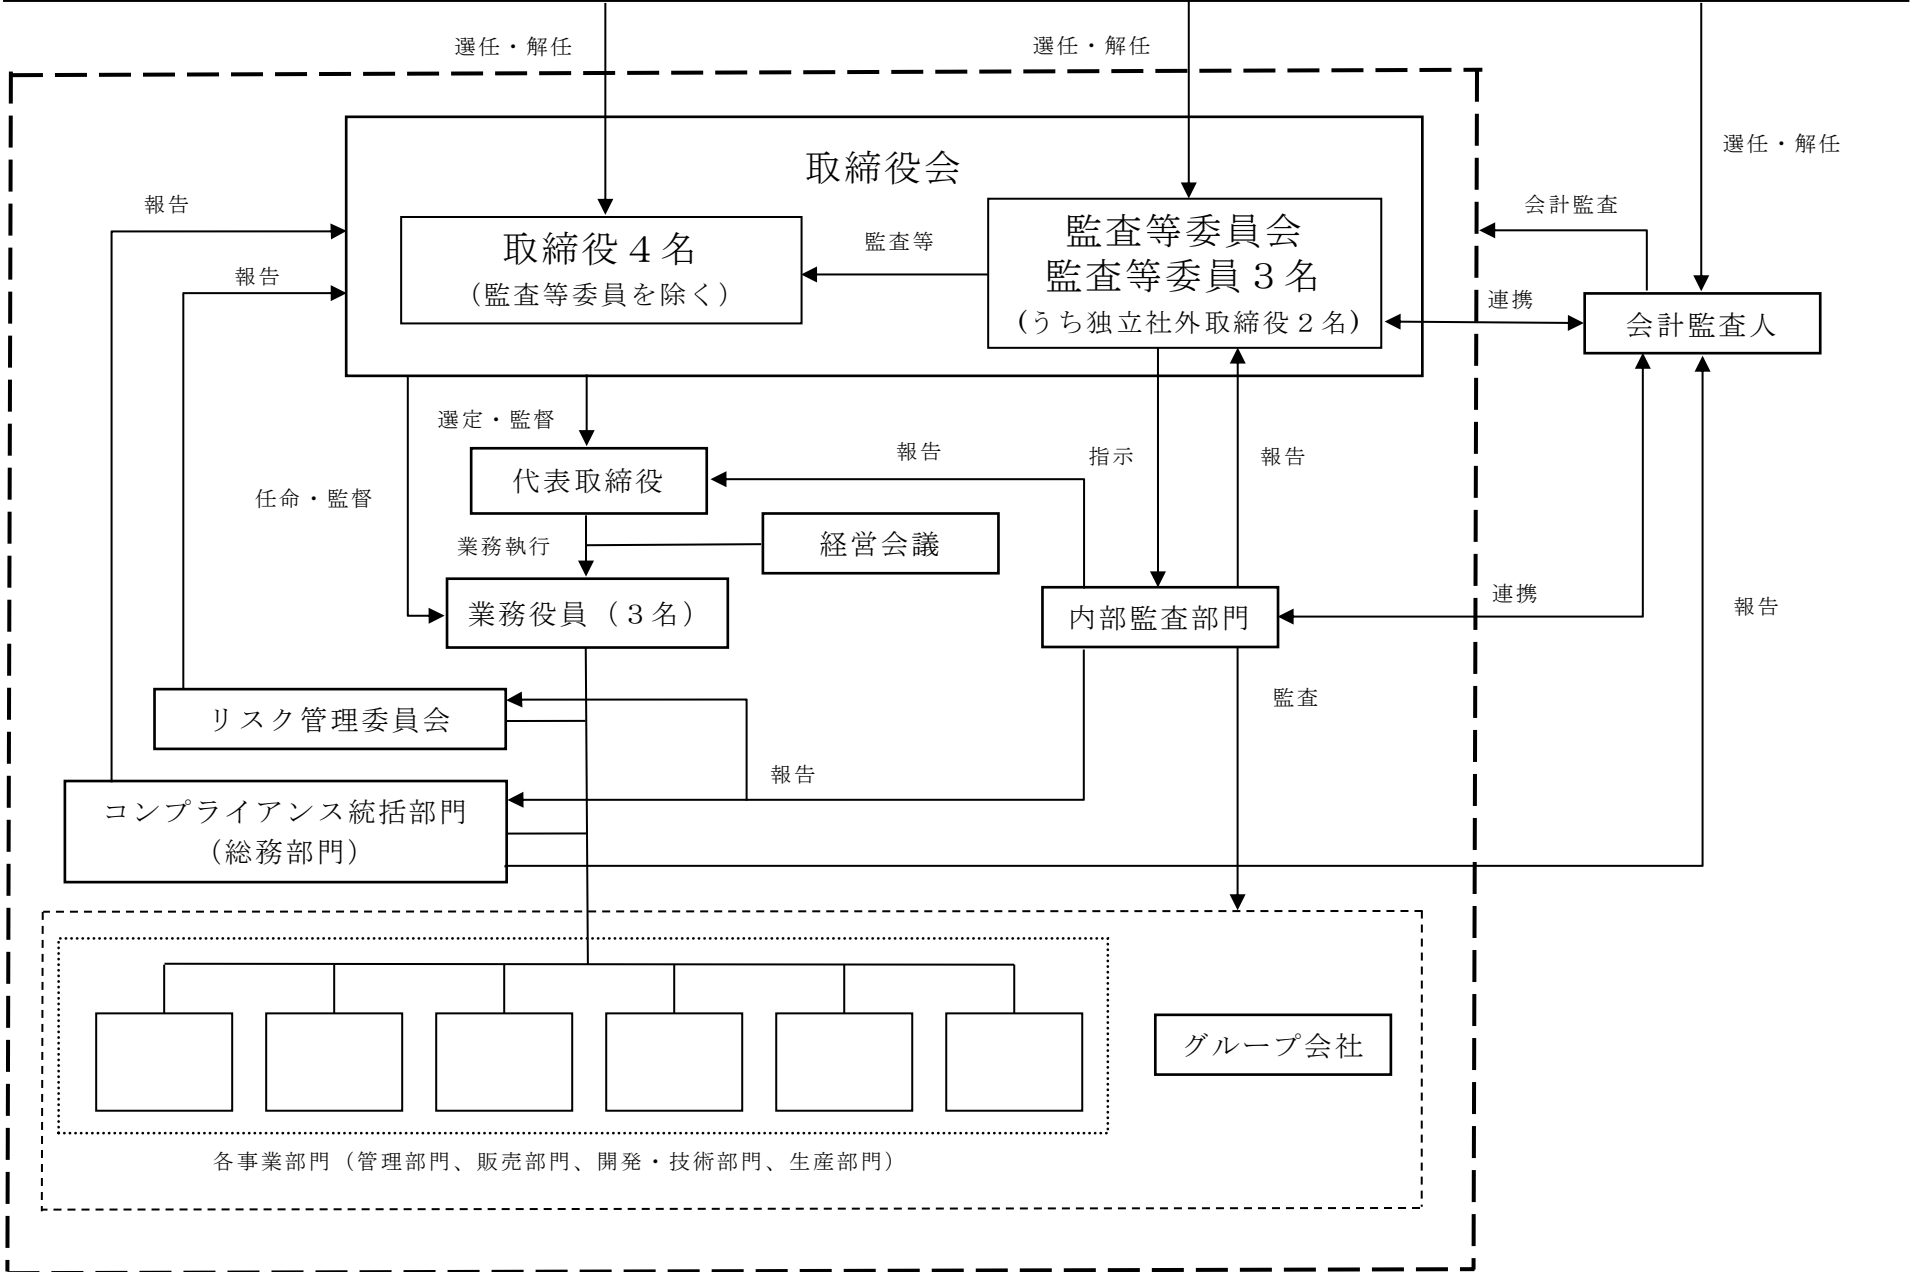 選任・解任
選任・解任
選任・解任
取締役会
報告
会計監査
取締役４名
（監査等委員を除く）
監査等
監査等委員会
監査等委員３名
(うち独立社外取締役２名)
報告
連携
会計監査人
選定・監督
代表取締役
報告
指示
報告
任命・監督
業務執行
経営会議
業務役員（３名）
内部監査部門
連携
報告
リスク管理委員会
監査
報告
コンプライアンス統括部門
（総務部門）
グループ会社
各事業部門（管理部門、販売部門、開発・技術部門、生産部門）